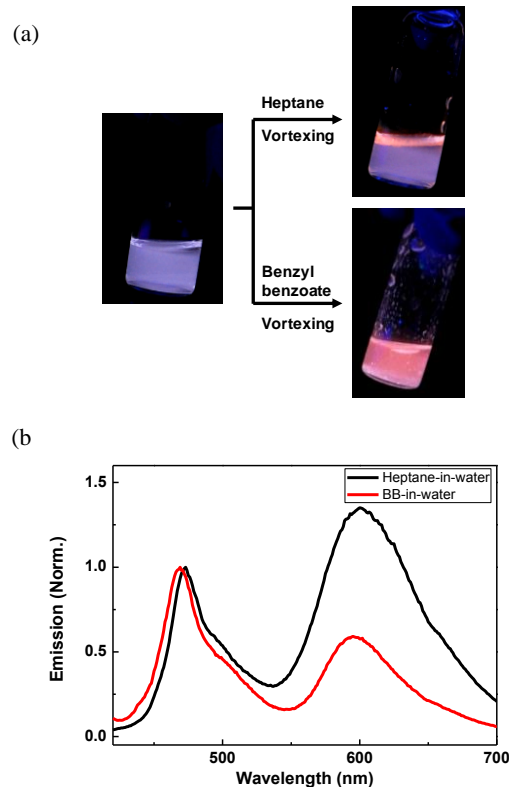 (a)
Heptane
Vortexing
Benzyl
benzoate
Vortexing
(b)
1.5
1.0
0.5
0.0
Emission (Norm.)
Heptane-in-water
BB-in-water
500
600
700
Wavelength (nm)